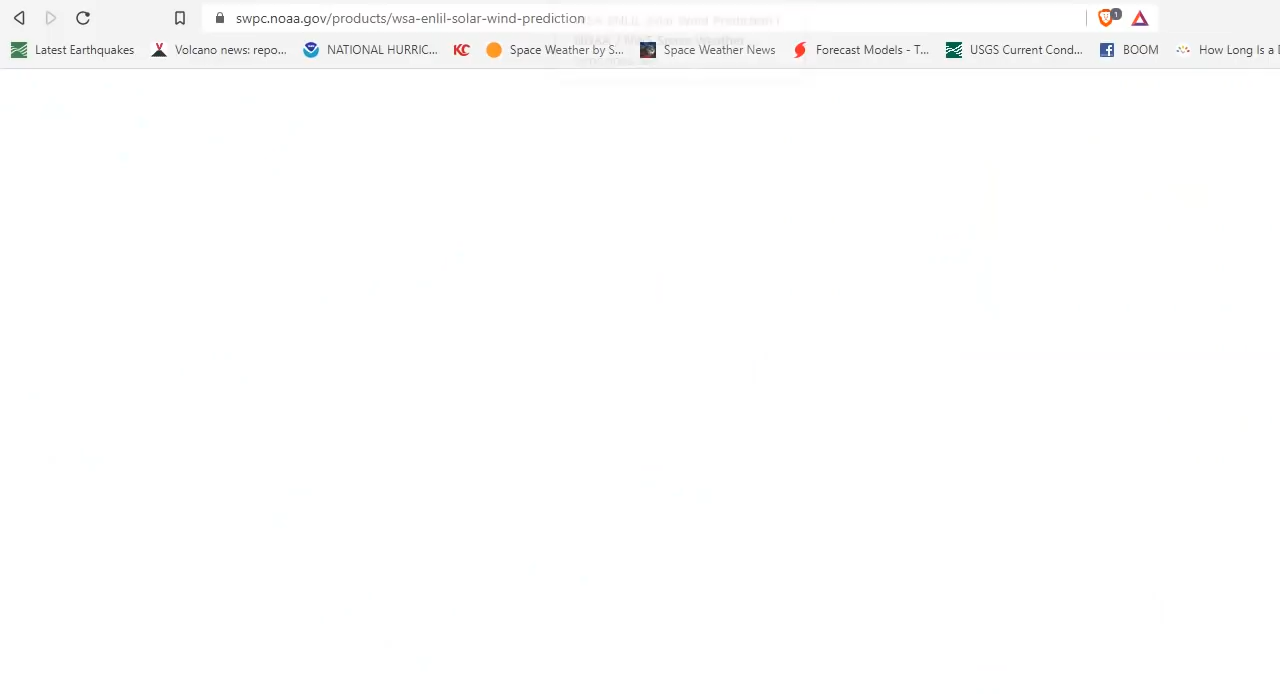 swpc.noaa.gov/products/wsa-enlil-solar-wind-prediction
1
Latest Earthquakes Volcano news: repo... NATIONAL HURRIC... KC Space Weather by S... Space Weather News Forecast Models - T... USGS Current Cond... BOOM How Long Is a D